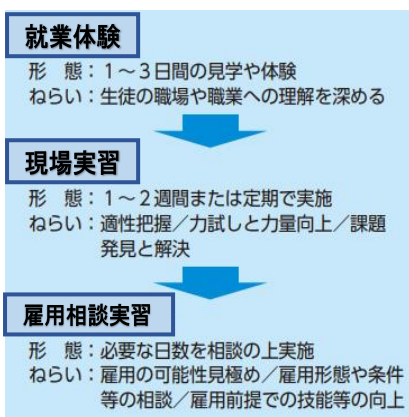 就業体験
形　態：１～３日間の見学や体験
ねらい：生徒の職場や職業への理解を深める
現場実習
形　態：１～２週間または定期で実施
ねらい：適性把握／力試しと力量向上／課題
発見と解決
雇用相談実習
形　態：必要な日数を相談の上実施
ねらい：雇用の可能性見極め／雇用形態や条件
等の相談／雇用前提での技能等の向上